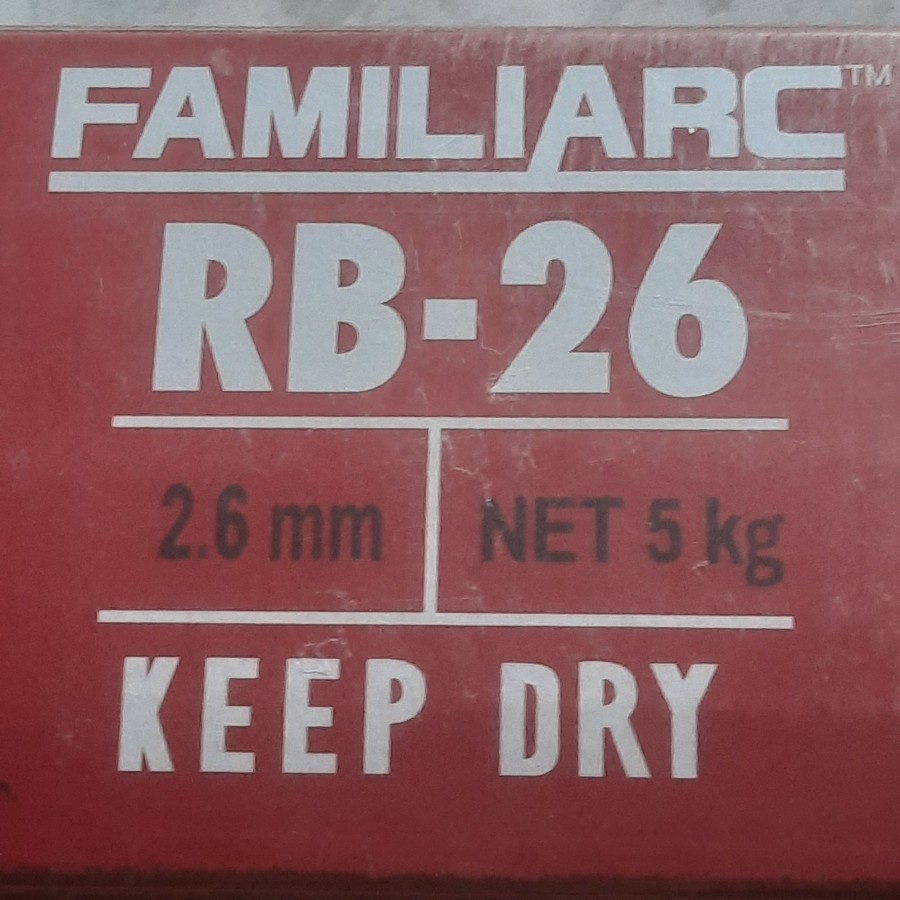 FAMILIARC™
RB-26
2.6 mm NET 5 kg
KEEP DRY